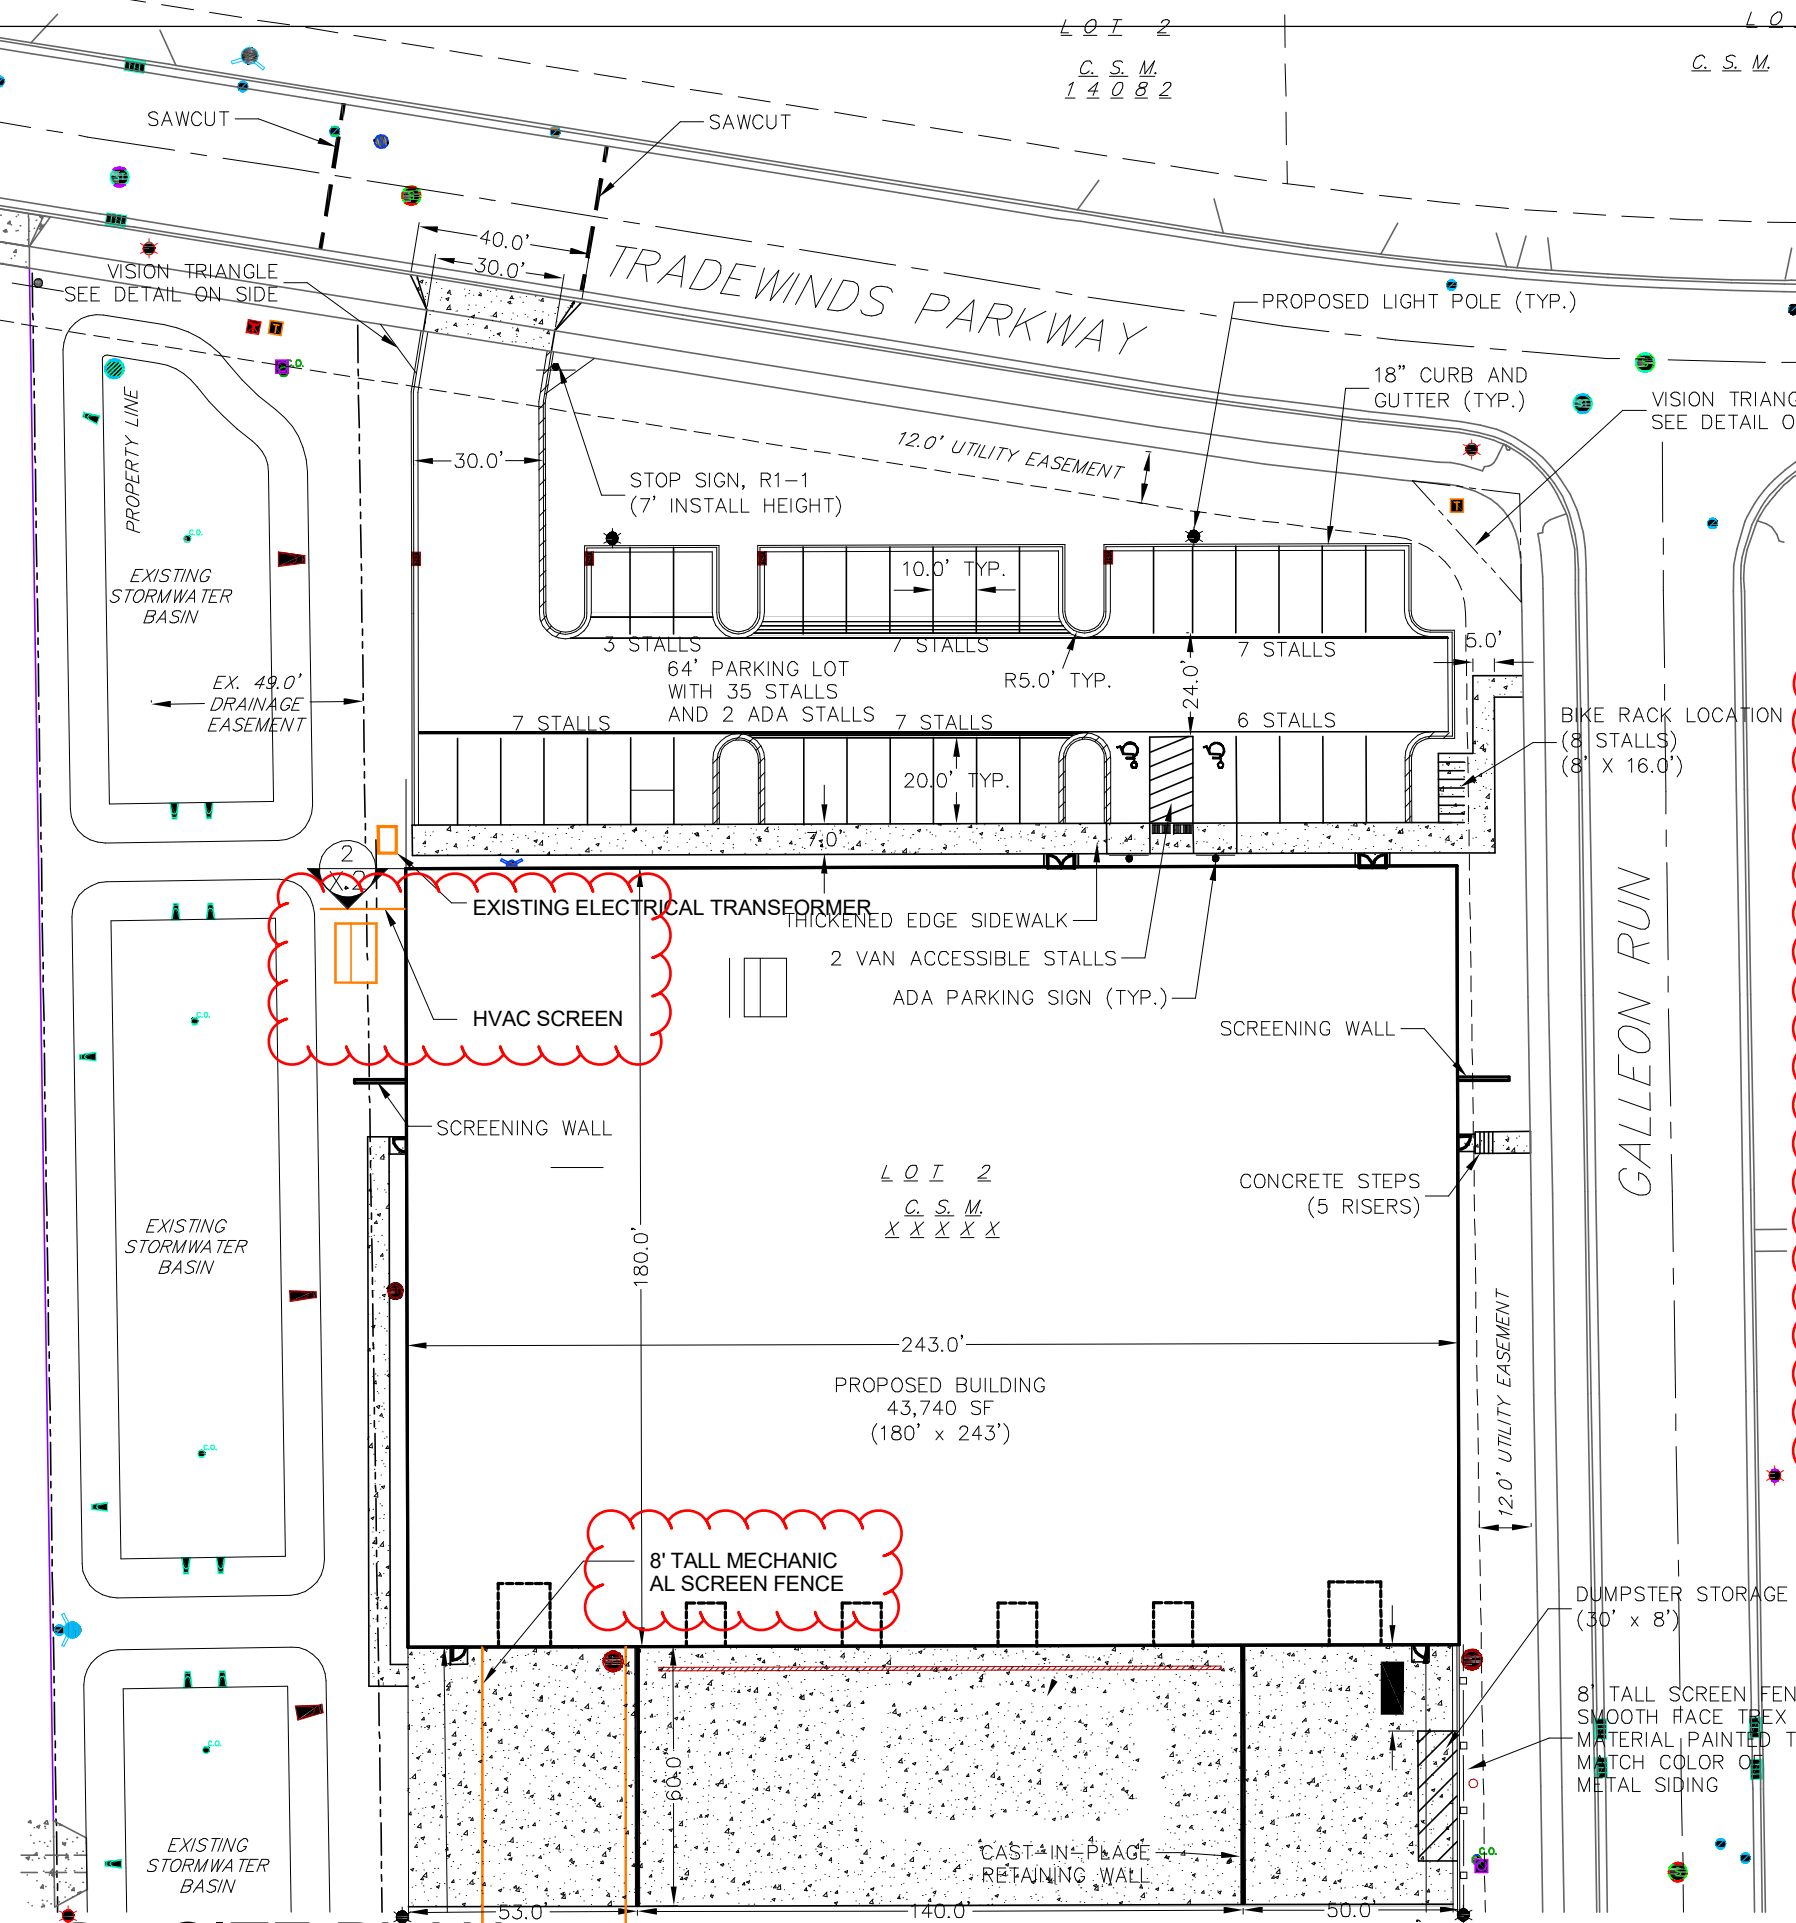 LOT 2
LO
C. S. M.
14082
C. S. M.
SAWCUT
SAWCUT
40.0'
30.0'
TRADEWINDS PARKWAY
VISION TRIANGLE
SEE DETAIL ON SIDE
PROPOSED LIGHT POLE (TYP.)
18" CURB AND
GUTTER (TYP.)
VISION TRIANG
SEE DETAIL O
C.O.
T
PROPERTY LINE
12.0' UTILITY EASEMENT
30.0'
STOP SIGN, R1-1
(7' INSTALL HEIGHT)
T
C.O.
EXISTING
STORMWATER
BASIN
10.0' TYP.
3 STALLS
7 STALLS
7 STALLS
5.0'
64' PARKING LOT
WITH 35 STALLS
AND 2 ADA STALLS
R5.0' TYP.
24.0'
EX. 49.0'
DRAINAGE
EASEMENT
7 STALLS
7 STALLS
6 STALLS
BIKE RACK LOCATION
(8 STALLS)
(8' X 16.0')
20.0' TYP.
7.0'
2
X.2
EXISTING ELECTRICAL TRANSFORMER
THICKENED EDGE SIDEWALK
2 VAN ACCESSIBLE STALLS
ADA PARKING SIGN (TYP.)
HVAC SCREEN
C.O.
SCREENING WALL
SCREENING WALL
GALLEON RUN
LOT 2
C. S. M.
XXXXX
CONCRETE STEPS
(5 RISERS)
EXISTING
STORMWATER
BASIN
180.0'
243.0'
PROPOSED BUILDING
43,740 SF
(180' x 243')
12.0' UTILITY EASEMENT
C.O.
8' TALL MECHANIC
AL SCREEN FENCE
DUMPSTER STORAGE
(30' x 8')
8' TALL SCREEN FEN
SMOOTH FACE TREX
MATERIAL PAINTED T
MATCH COLOR OF
METAL SIDING
C.O.
60.0'
EXISTING
STORMWATER
BASIN
CAST-IN-PLACE
RETAINING WALL
C.O.
53.0'
140.0'
50.0'